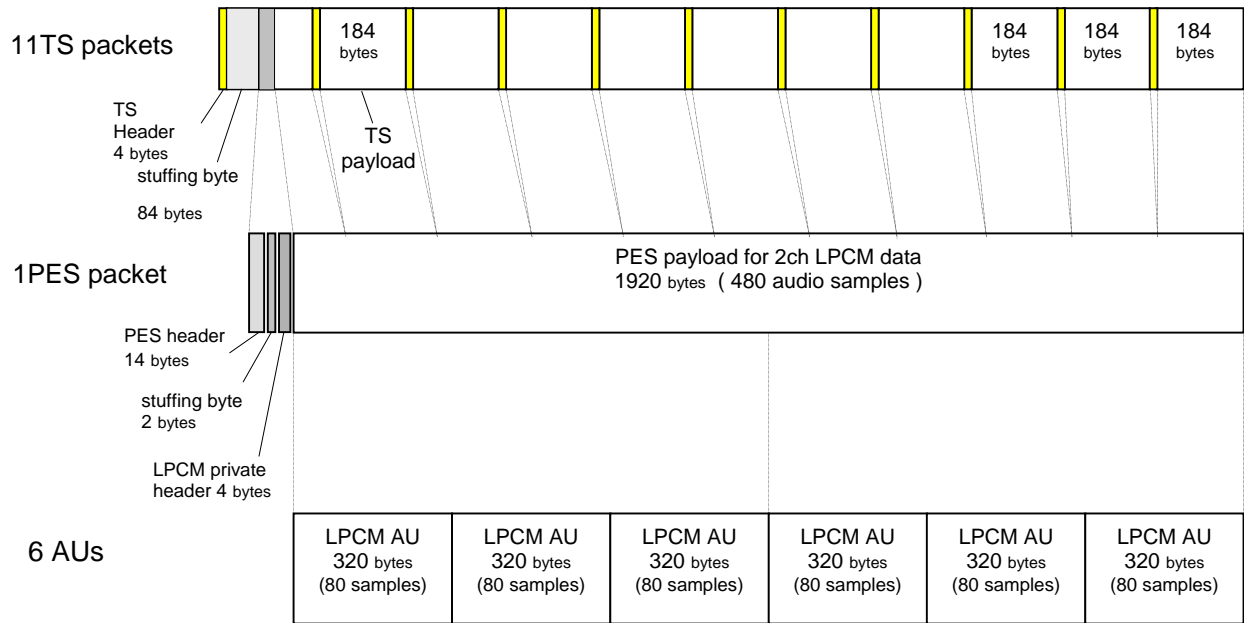 11TS packets
184
bytes
184
bytes
184
bytes
184
bytes
TS
Header
4 bytes
stuffing byte
84 bytes
TS
payload
1PES packet
PES payload for 2ch LPCM data
1920 bytes ( 480 audio samples )
PES header
14 bytes
stuffing byte
2 bytes
LPCM private
header 4 bytes
6 AUs
LPCM AU
320 bytes
(80 samples)
LPCM AU
320 bytes
(80 samples)
LPCM AU
320 bytes
(80 samples)
LPCM AU
320 bytes
(80 samples)
LPCM AU
320 bytes
(80 samples)
LPCM AU
320 bytes
(80 samples)